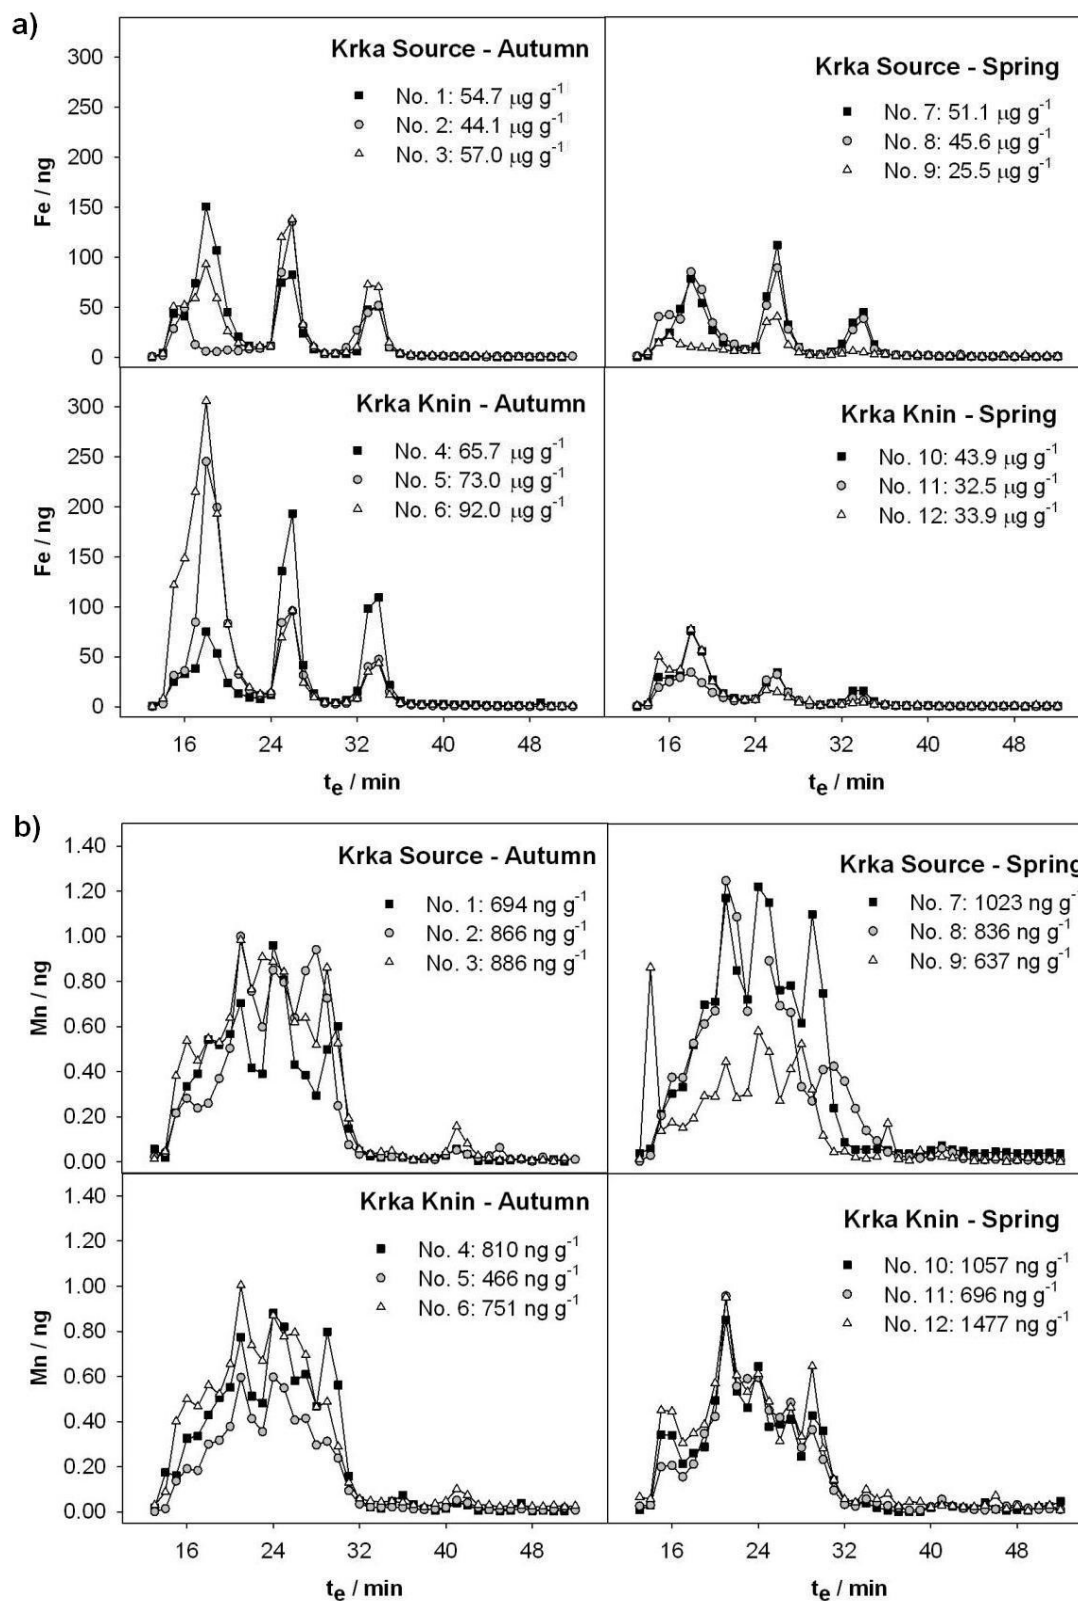 a)
Krka Source - Autumn
No. 1: 54.7 μg g-1
No. 2: 44.1 μg g-1
No. 3: 57.0 μg g-1
Krka Source - Spring
No. 7: 51.1 μg g-1
No. 8: 45.6 μg g-1
No. 9: 25.5 μg g-1
Fe / ng
300
250
200
150
100
50
0
Krka Knin - Autumn
No. 4: 65.7 μg g-1
No. 5: 73.0 μg g-1
No. 6: 92.0 μg g-1
Krka Knin - Spring
No. 10: 43.9 μg g-1
No. 11: 32.5 μg g-1
No. 12: 33.9 μg g-1
Fe / ng
300
250
200
150
100
50
0
16 24 32 40 48
16 24 32 40 48
te / min
te / min
b)
Krka Source - Autumn
No. 1: 694 ng g-1
No. 2: 866 ng g-1
No. 3: 886 ng g-1
Krka Source - Spring
No. 7: 1023 ng g-1
No. 8: 836 ng g-1
No. 9: 637 ng g-1
Mn / ng
1.40
1.20
1.00
0.80
0.60
0.40
0.20
0.00
Krka Knin - Autumn
No. 4: 810 ng g-1
No. 5: 466 ng g-1
No. 6: 751 ng g-1
Krka Knin - Spring
No. 10: 1057 ng g-1
No. 11: 696 ng g-1
No. 12: 1477 ng g-1
Mn / ng
1.40
1.20
1.00
0.80
0.60
0.40
0.20
0.00
16 24 32 40 48
16 24 32 40 48
te / min
te / min